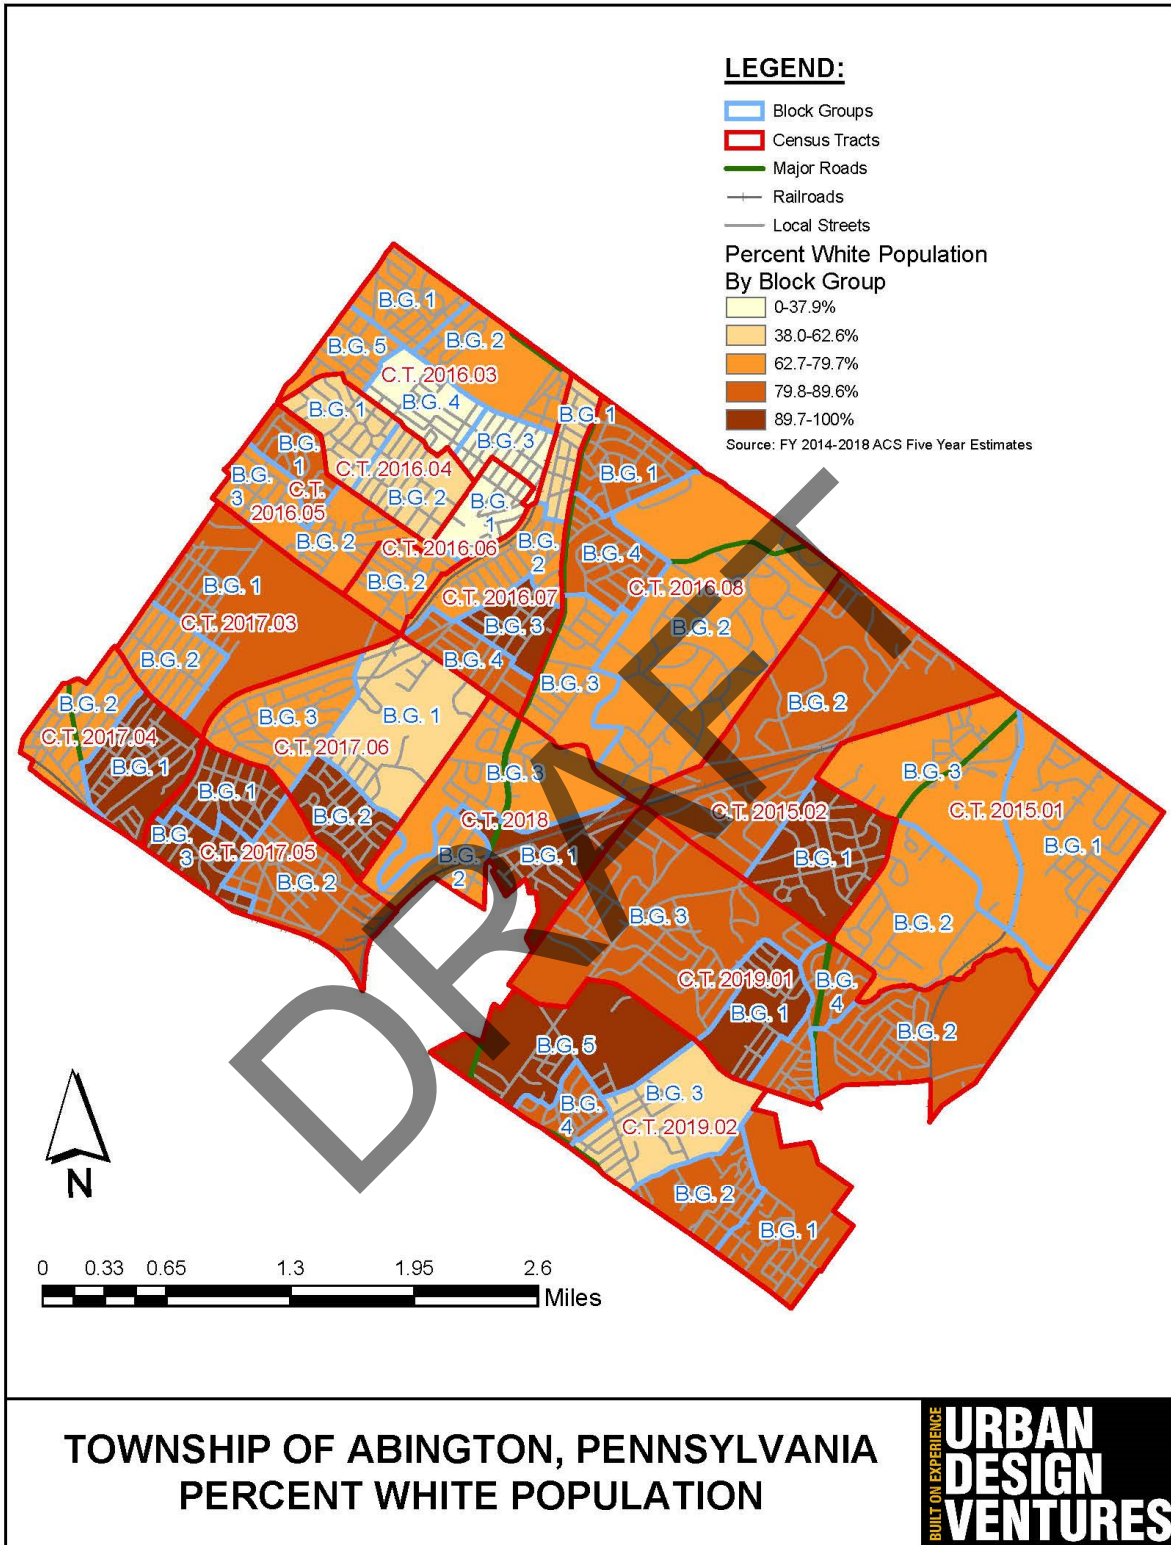 LEGEND:
Block Groups
Census Tracts
Major Roads
Railroads
Local Streets
Percent White Population
By Block Group
0-37.9%
38.0-62.6%
62.7-79.7%
79.8-89.6%
89.7-100%
Source: FY 2014-2018 ACS Five Year Estimates
B.G. 1
B.G. 2
B.G. 5
C.T. 2016.03
B.G. 4
B.G. 1
B.G. 1
B.G. 3
B.G.
1
C.T. 2016.04
B.G. 1
B.G.
3
C.T.
2016.05
B.G. 2
B.G.
1
B.G. 2
C.T. 2016.06
B.G.
2
B.G. 4
B.G. 1
B.G. 2
C.T. 2016.07
C.T. 2016.08
C.T. 2017.03
B.G. 3
B.G. 2
B.G. 2
B.G. 4
B.G. 3
B.G. 2
B.G. 2
B.G. 3
B.G. 1
C.T. 2017.04
C.T. 2017.06
B.G. 1
B.G. 3
B.G. 3
B.G. 1
B.G. 2
C.T. 2018
C.T. 2015.02
C.T. 2015.01
B.G.
3
C.T. 2017.05
B.G. 2
B.G.
2
B.G. 1
B.G. 1
B.G. 1
B.G. 3
B.G. 2
C.T. 2019.01
B.G.
4
B.G. 1
B.G. 2
B.G. 5
B.G. 3
B.G.
4
C.T. 2019.02
B.G. 2
B.G. 1
DRAFT
N
0 0.33 0.65 1.3 1.95 2.6
Miles
TOWNSHIP OF ABINGTON, PENNSYLVANIA
PERCENT WHITE POPULATION
BUILT ON EXPERIENCE
URBAN
DESIGN
VENTURES